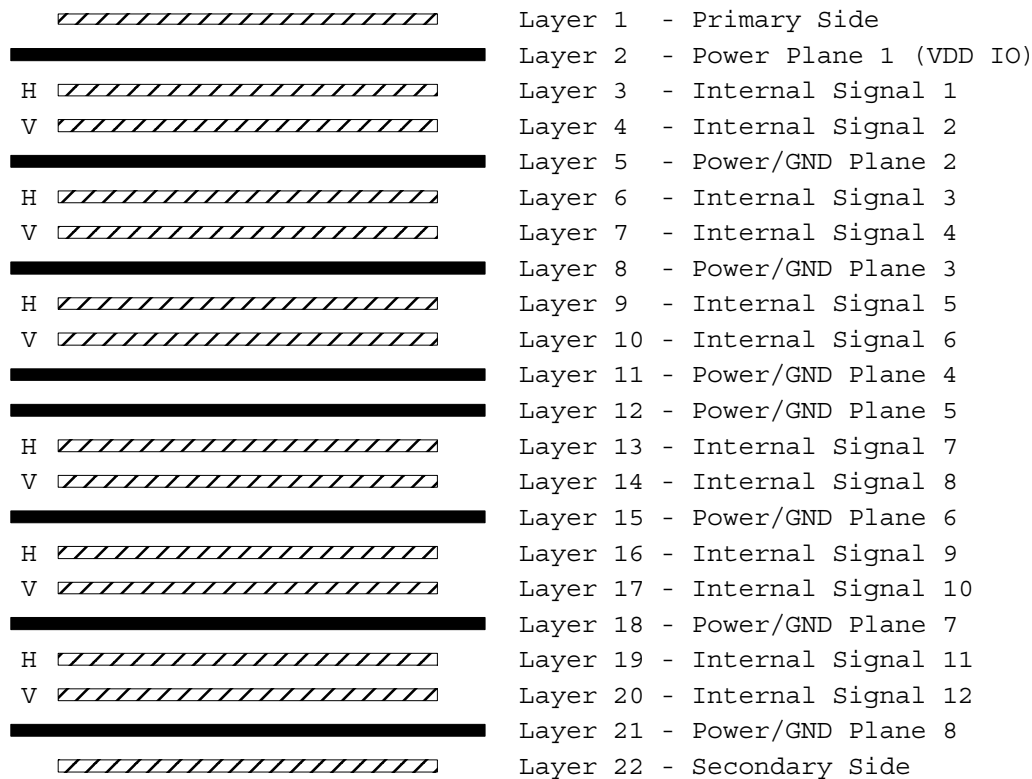 Layer 1 - Primary Side
Layer 2 - Power Plane 1 (VDD IO)
H Layer 3 - Internal Signal 1
V Layer 4 - Internal Signal 2
Layer 5 - Power/GND Plane 2
H Layer 6 - Internal Signal 3
V Layer 7 - Internal Signal 4
Layer 8 - Power/GND Plane 3
H Layer 9 - Internal Signal 5
V Layer 10 - Internal Signal 6
Layer 11 - Power/GND Plane 4
Layer 12 - Power/GND Plane 5
H Layer 13 - Internal Signal 7
V Layer 14 - Internal Signal 8
Layer 15 - Power/GND Plane 6
H Layer 16 - Internal Signal 9
V Layer 17 - Internal Signal 10
Layer 18 - Power/GND Plane 7
H Layer 19 - Internal Signal 11
V Layer 20 - Internal Signal 12
Layer 21 - Power/GND Plane 8
Layer 22 - Secondary Side